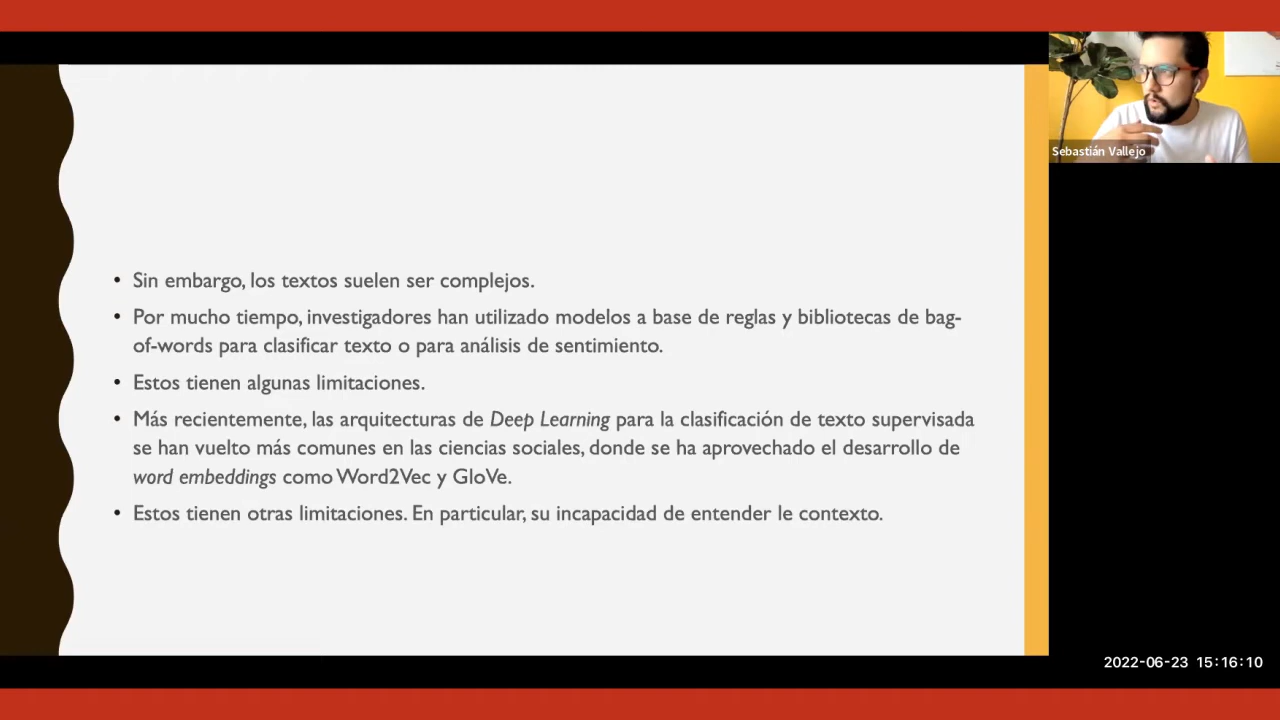 Sebastián Vallejo
• Sin embargo, los textos suelen ser complejos.
• Por mucho tiempo, investigadores han utilizado modelos a base de reglas y bibliotecas de bag-
of-words para clasificar texto o para análisis de sentimiento.
• Estos tienen algunas limitaciones.
• Más recientemente, las arquitecturas de Deep Learning para la clasificación de texto supervisada
se han vuelto más comunes en las ciencias sociales, donde se ha aprovechado el desarrollo de
word embeddings como Word2Vec y GloVe.
• Estos tienen otras limitaciones. En particular, su incapacidad de entender le contexto.
2022-06-23 15:16:10